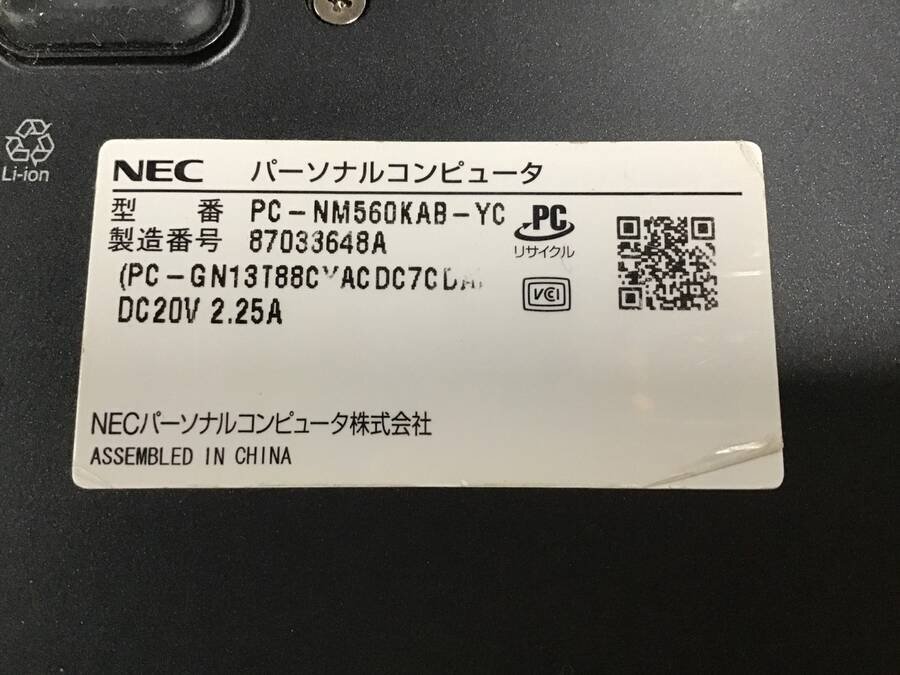 Li-ion
NEC パーソナルコンピュータ
型 番 PC-NM560KAB-YC
製造番号 87033648A
DC20V 2.25A
PC
リサイクル
VCCI
NECパーソナルコンピュータ株式会社
ASSEMBLED IN CHINA